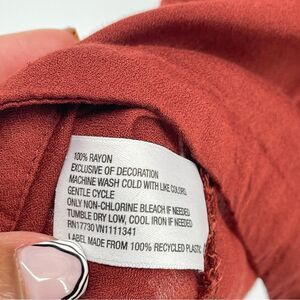 100% RAYON
EXCLUSIVE OF DECORATION
MACHINE WASH COLD WITH LIKE COLORS,
GENTLE CYCLE
ONLY NON-CHLORINE BLEACH IF NEEDED
TUMBLE DRY LOW, COOL IRON IF NEEDED.
RN17730 VN1111341
LABEL MADE FROM 100% RECYCLED PLASTIC